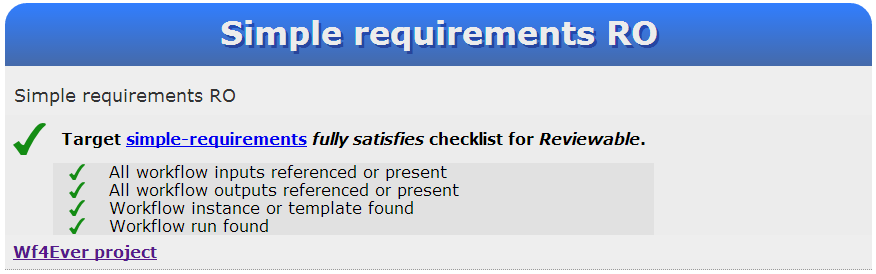 Simple requirements RO
Simple requirements RO
Target simple-requirements fully satisfies checklist for Reviewable.
All workflow inputs referenced or present
All workflow outputs referenced or present
Workflow instance or template found
Workflow run found
Wf4Ever project